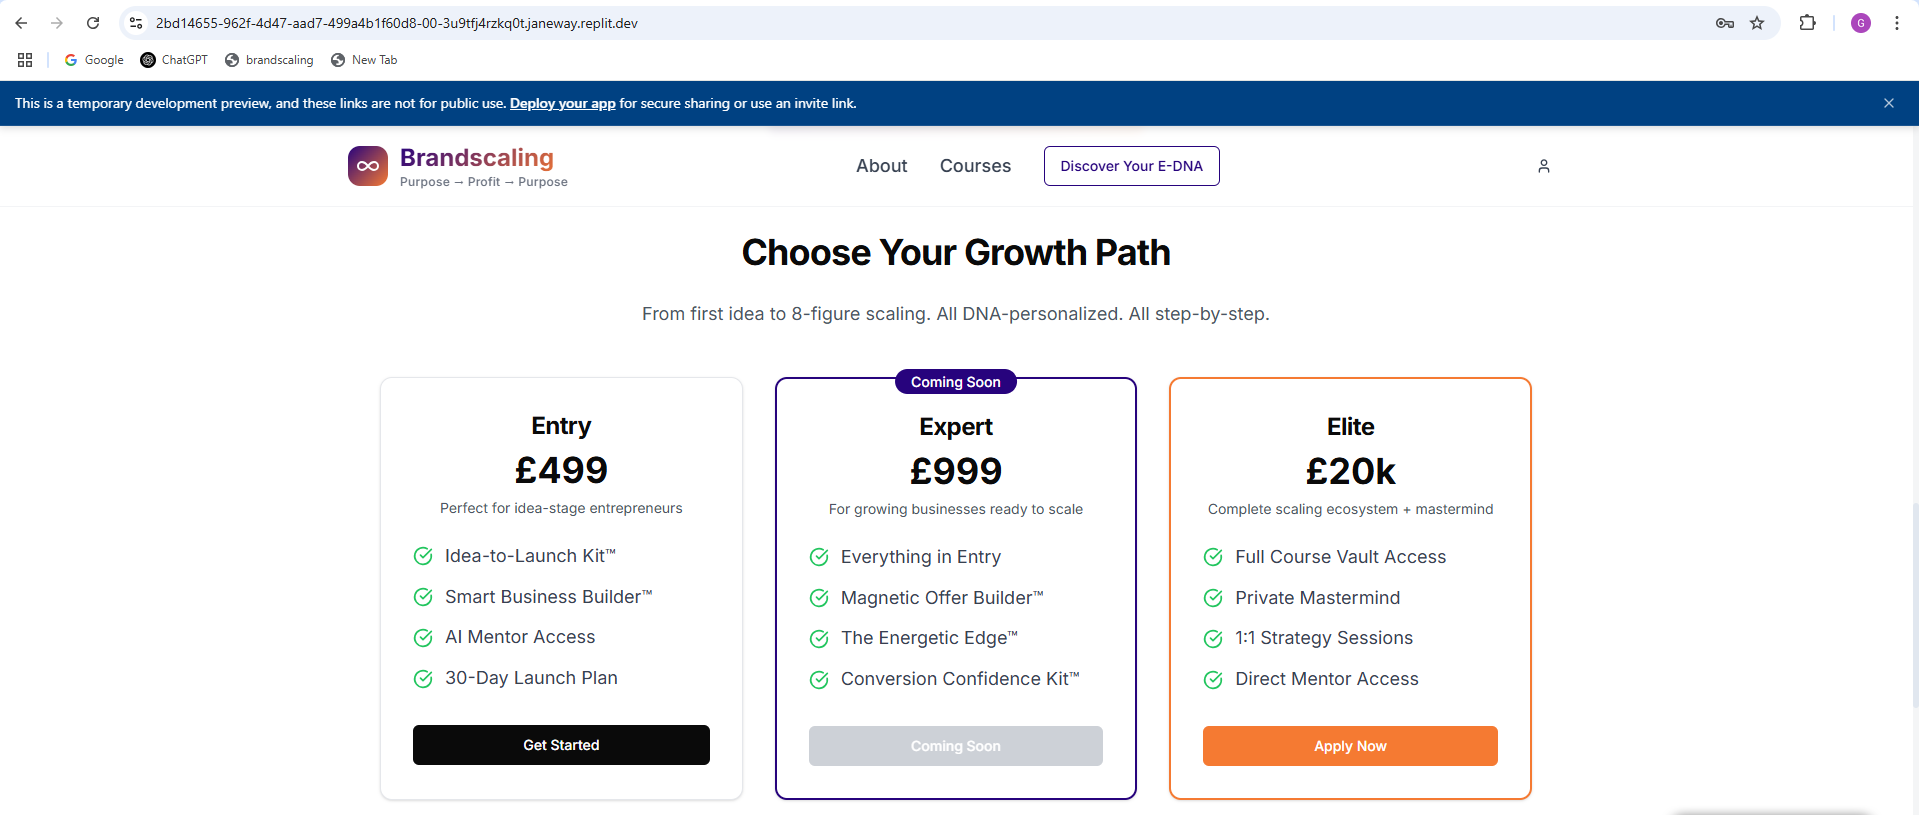 2bd14655-962f-4d47-aad7-499a4b1f60d8-00-3u9tfj4rzkq0t.janeway.replit.dev
G
Google
ChatGPT
brandscaling
New Tab
This is a temporary development preview, and these links are not for public use. Deploy your app for secure sharing or use an invite link.
Brandscaling
Purpose → Profit → Purpose
About
Courses
Discover Your E-DNA
Choose Your Growth Path
From first idea to 8-figure scaling. All DNA-personalized. All step-by-step.
Entry
£499
Perfect for idea-stage entrepreneurs
Idea-to-Launch Kit™
Smart Business Builder™
AI Mentor Access
30-Day Launch Plan
Get Started
Coming Soon
Expert
£999
For growing businesses ready to scale
Everything in Entry
Magnetic Offer Builder™
The Energetic Edge™
Conversion Confidence Kit™
Coming Soon
Elite
£20k
Complete scaling ecosystem + mastermind
Full Course Vault Access
Private Mastermind
1:1 Strategy Sessions
Direct Mentor Access
Apply Now